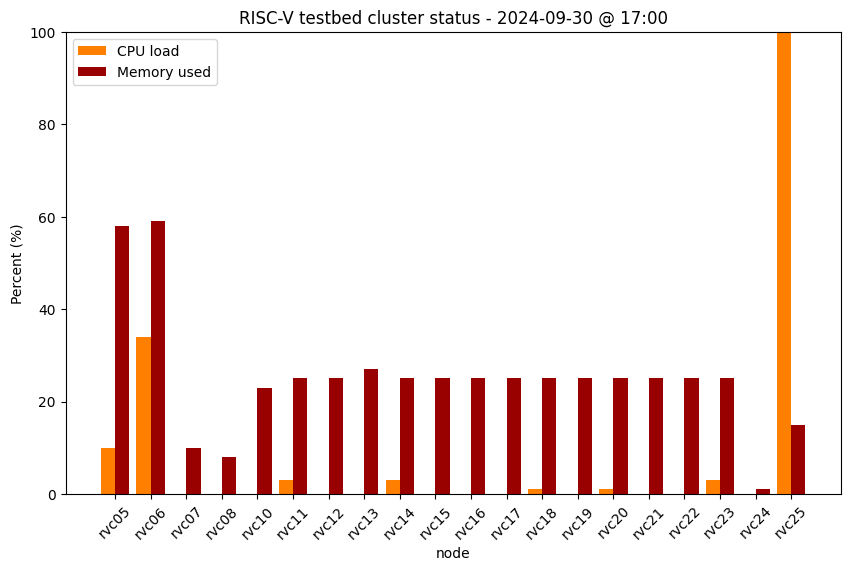 RISC-V testbed cluster status - 2024-09-30 @ 17:00
CPU load
Memory used
Percent (%)
100
80
60
40
20
0
rvc05
rvc06
rvc07
rvc08
rvc10
rvc11
rvc12
rvc13
rvc14
rvc15
rvc16
rvc17
rvc18
rvc19
rvc20
rvc21
rvc22
rvc23
rvc24
rvc25
node